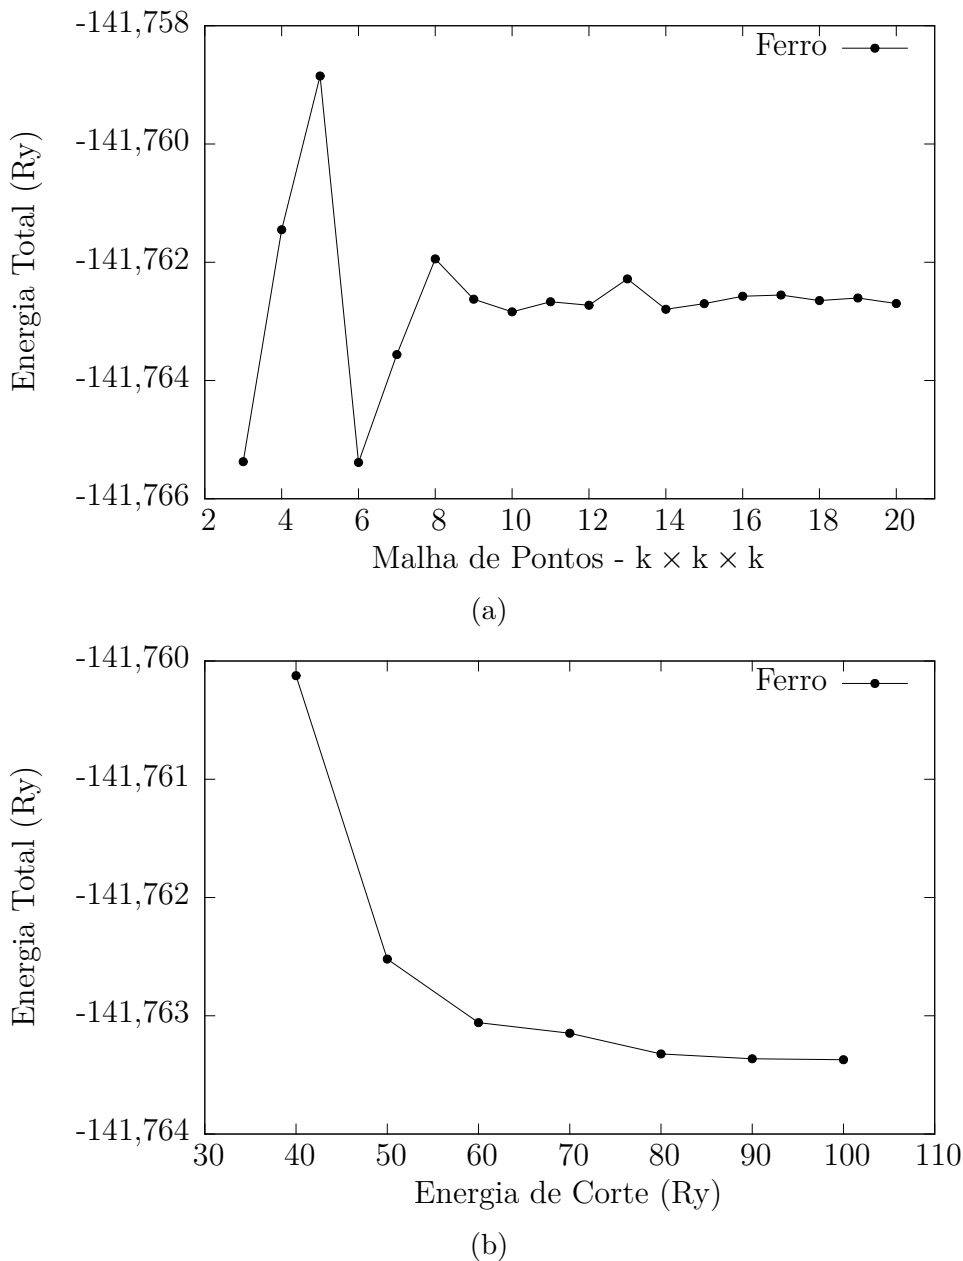 -141,758
Ferro
-141,760
-141,762
-141,764
-141,766
Energia Total (Ry)
2 4 6 8 10 12 14 16 18 20
Malha de Pontos - k × k × k
(a)
-141,760
Ferro
-141,761
-141,762
-141,763
-141,764
Energia Total (Ry)
30 40 50 60 70 80 90 100 110
Energia de Corte (Ry)
(b)